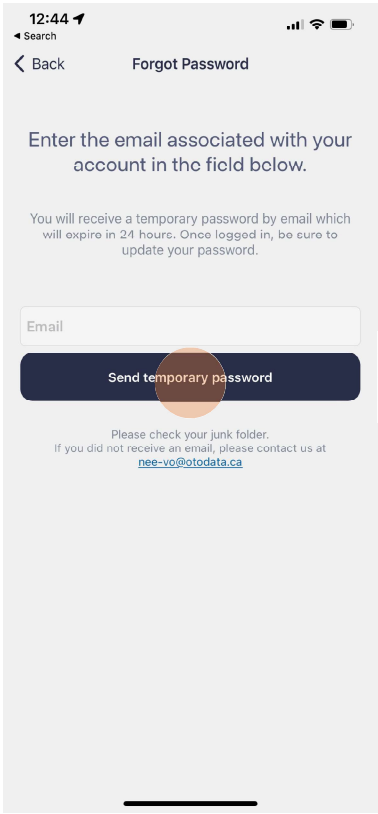 12:44
◀ Search
Back
Forgot Password
Enter the email associated with your
account in the field below.
You will receive a temporary password by email which
will expire in 24 hours. Once logged in, be sure to
update your password.
Email
Send temporary password
Please check your junk folder.
If you did not receive an email, please contact us at
nee-vo@otodata.ca